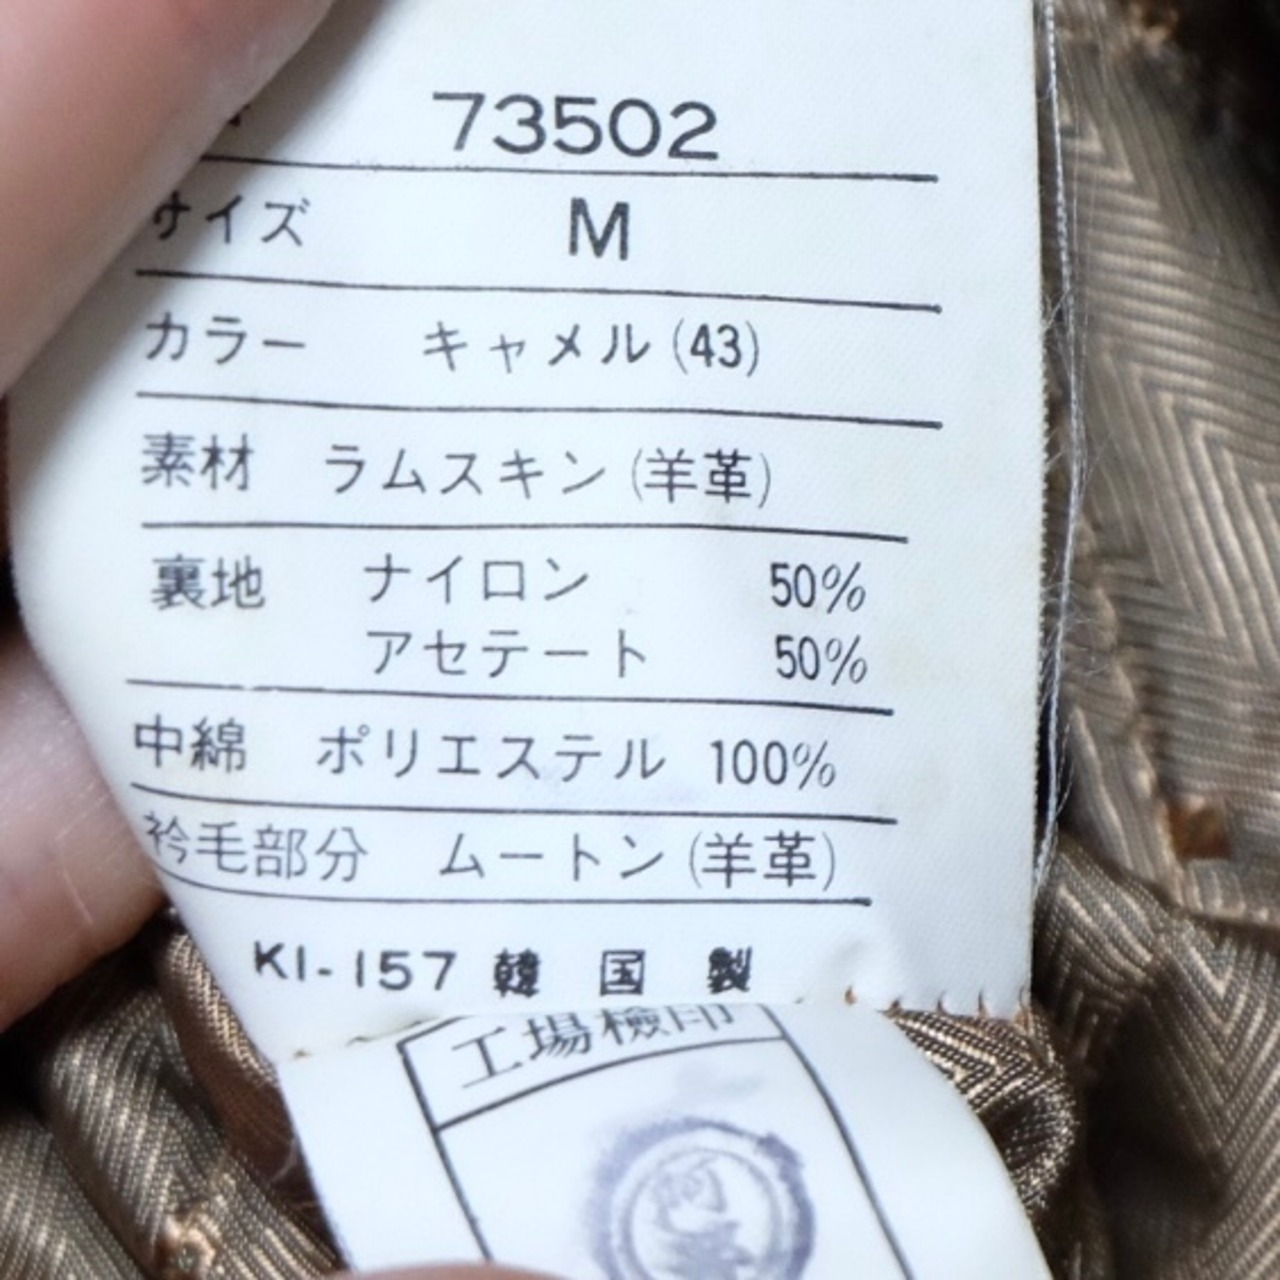 73502
サイズ M
カラー キャメル(43)
素材 ラムスキン(羊革)
裏地 ナイロン 50%
アセテート 50%
中綿 ポリエステル 100%
衿毛部分 ムートン(羊革)
KI-157 韓国製
工場検印